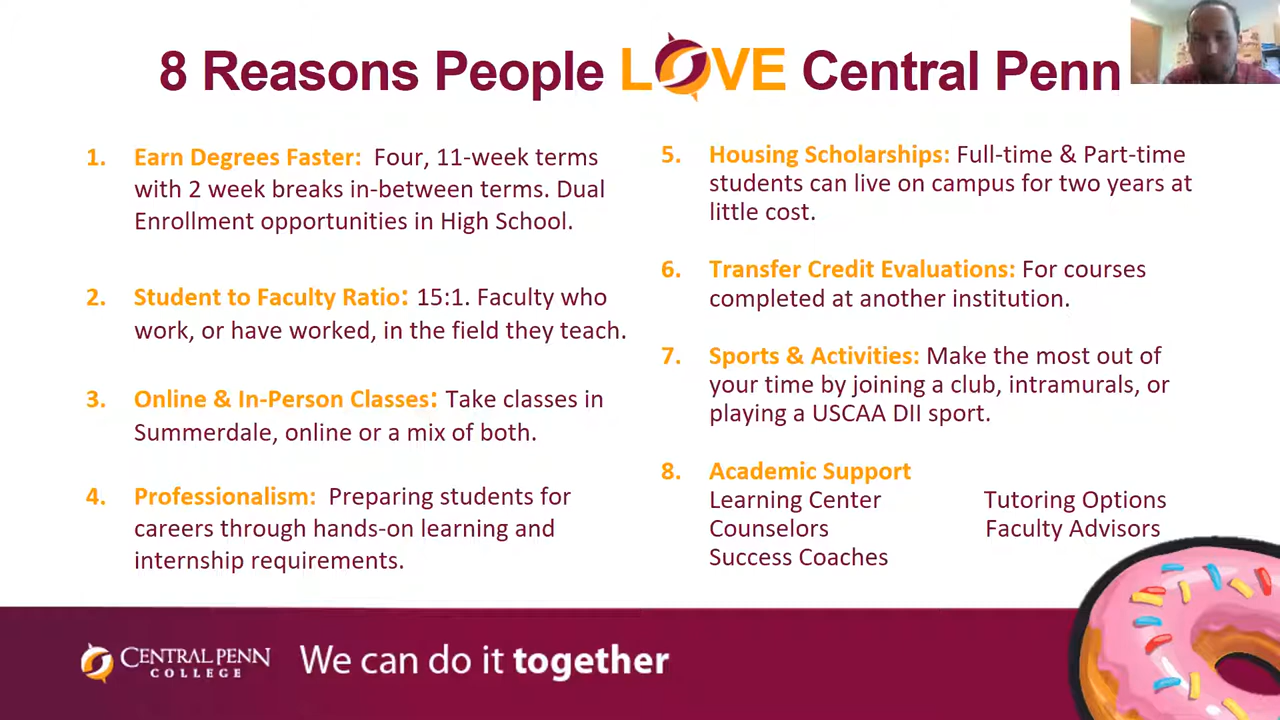 8 Reasons People LOVE Central Penn
1. Earn Degrees Faster: Four, 11-week terms
with 2 week breaks in-between terms. Dual
Enrollment opportunities in High School.
2. Student to Faculty Ratio: 15:1. Faculty who
work, or have worked, in the field they teach.
3. Online & In-Person Classes: Take classes in
Summerdale, online or a mix of both.
4. Professionalism: Preparing students for
careers through hands-on learning and
internship requirements.
5. Housing Scholarships: Full-time & Part-time
students can live on campus for two years at
little cost.
6. Transfer Credit Evaluations: For courses
completed at another institution.
7. Sports & Activities: Make the most out of
your time by joining a club, intramurals, or
playing a USCAA DII sport.
8. Academic Support
Learning Center Tutoring Options
Counselors Faculty Advisors
Success Coaches
CENTRAL PENN
COLLEGE
We can do it together